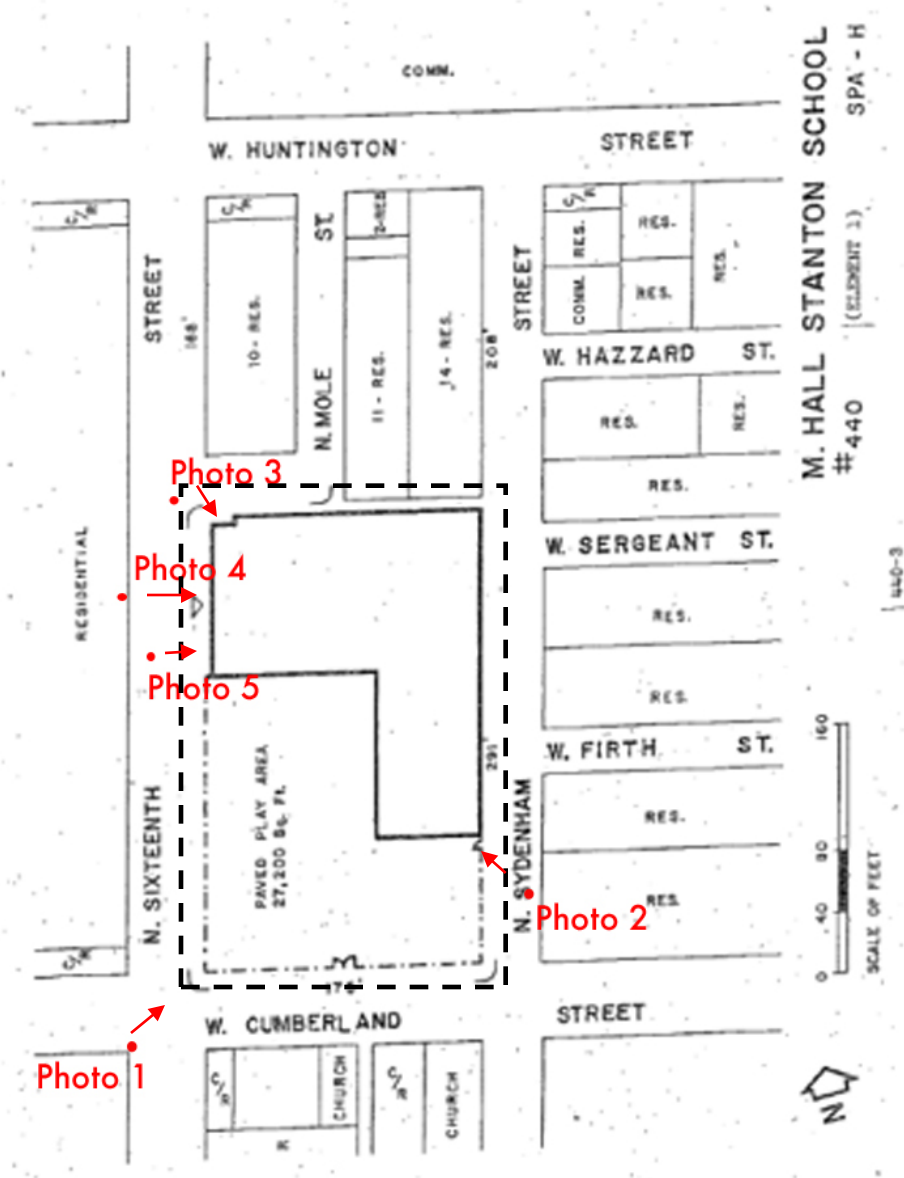 COMM.
W. HUNTINGTON STREET
C/R
C/R
ST.
2-RES
C/R
RES.
RES.
RES.
COMM.
RES.
STREET
168'
10 - RES.
N. MOLE
11 - RES.
14 - RES.
208'
STREET
W. HAZZARD ST.
RES.
RES.
RES.
Photo 3
W. SERGEANT ST.
RESIDENTIAL
Photo 4
RES.
RES.
Photo 5
W. FIRTH ST.
291'
PAVED PLAY AREA
27,200 Sq. Ft.
N. SIXTEENTH
N. SYDENHAM
RES.
RES.
Photo 2
C/R
W. CUMBERLAND STREET
Photo 1
C/R
CHURCH
C/R
CHURCH
R
M. HALL STANTON SCHOOL
#440
(ELEMENT 1)
SPA - H
440-3
160
80
40
0
SCALE OF FEET
N